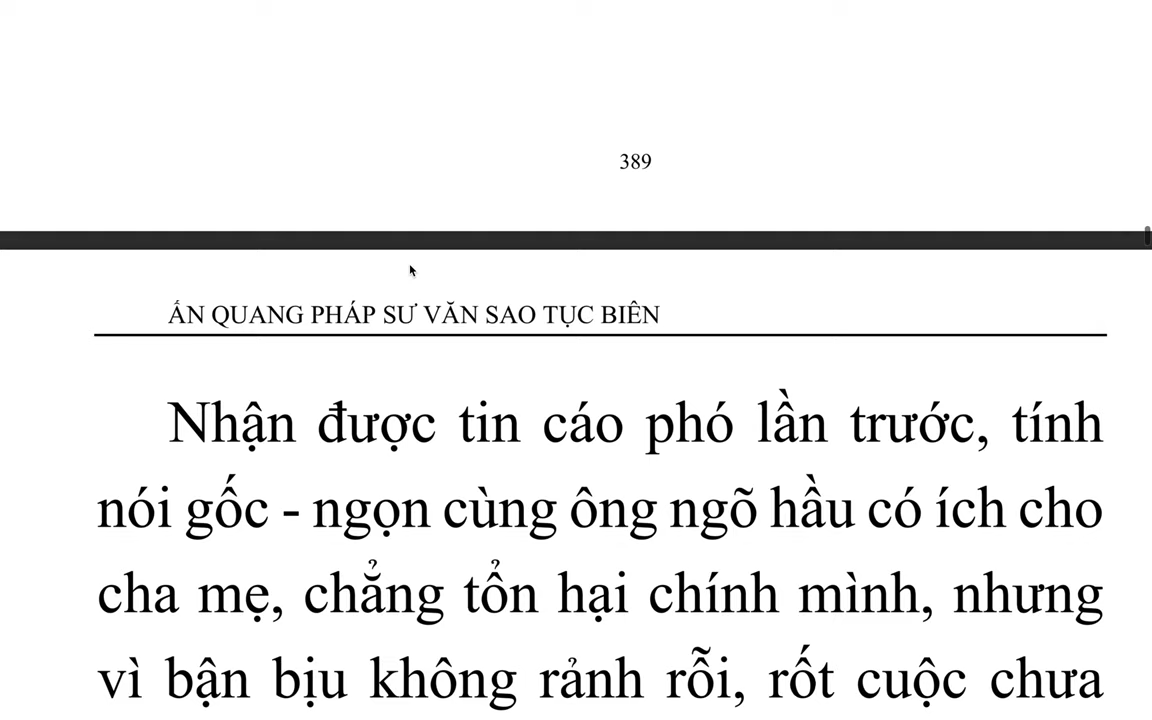 389
ẤN QUANG PHÁP SƯ VĂN SAO TỤC BIÊN
Nhận được tin cáo phó lần trước, tính
nói gốc - ngọn cùng ông ngõ hầu có ích cho
cha mẹ, chẳng tổn hại chính mình, nhưng
vì bận bịu không rảnh rỗi, rốt cuộc chưa